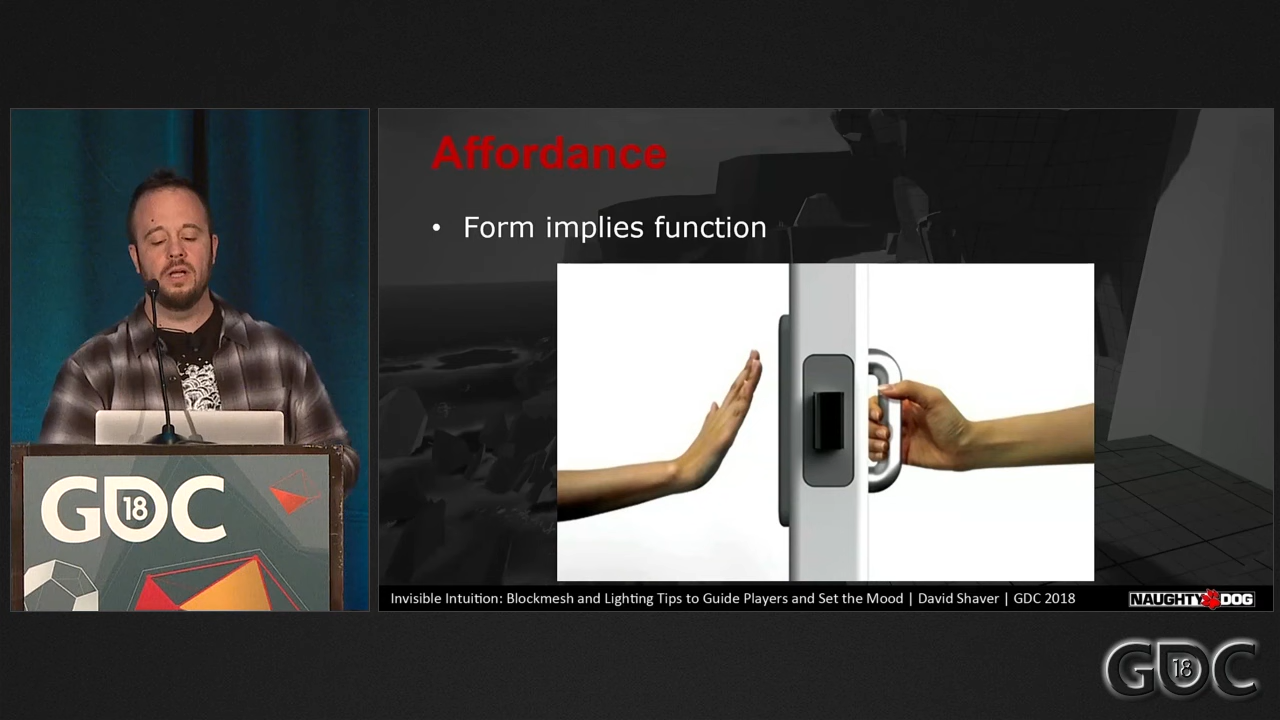 Affordance
• Form implies function
GDC
18
Invisible Intuition: Blockmesh and Lighting Tips to Guide Players and Set the Mood | David Shaver | GDC 2018
NAUGHTY DOG
GDC
18